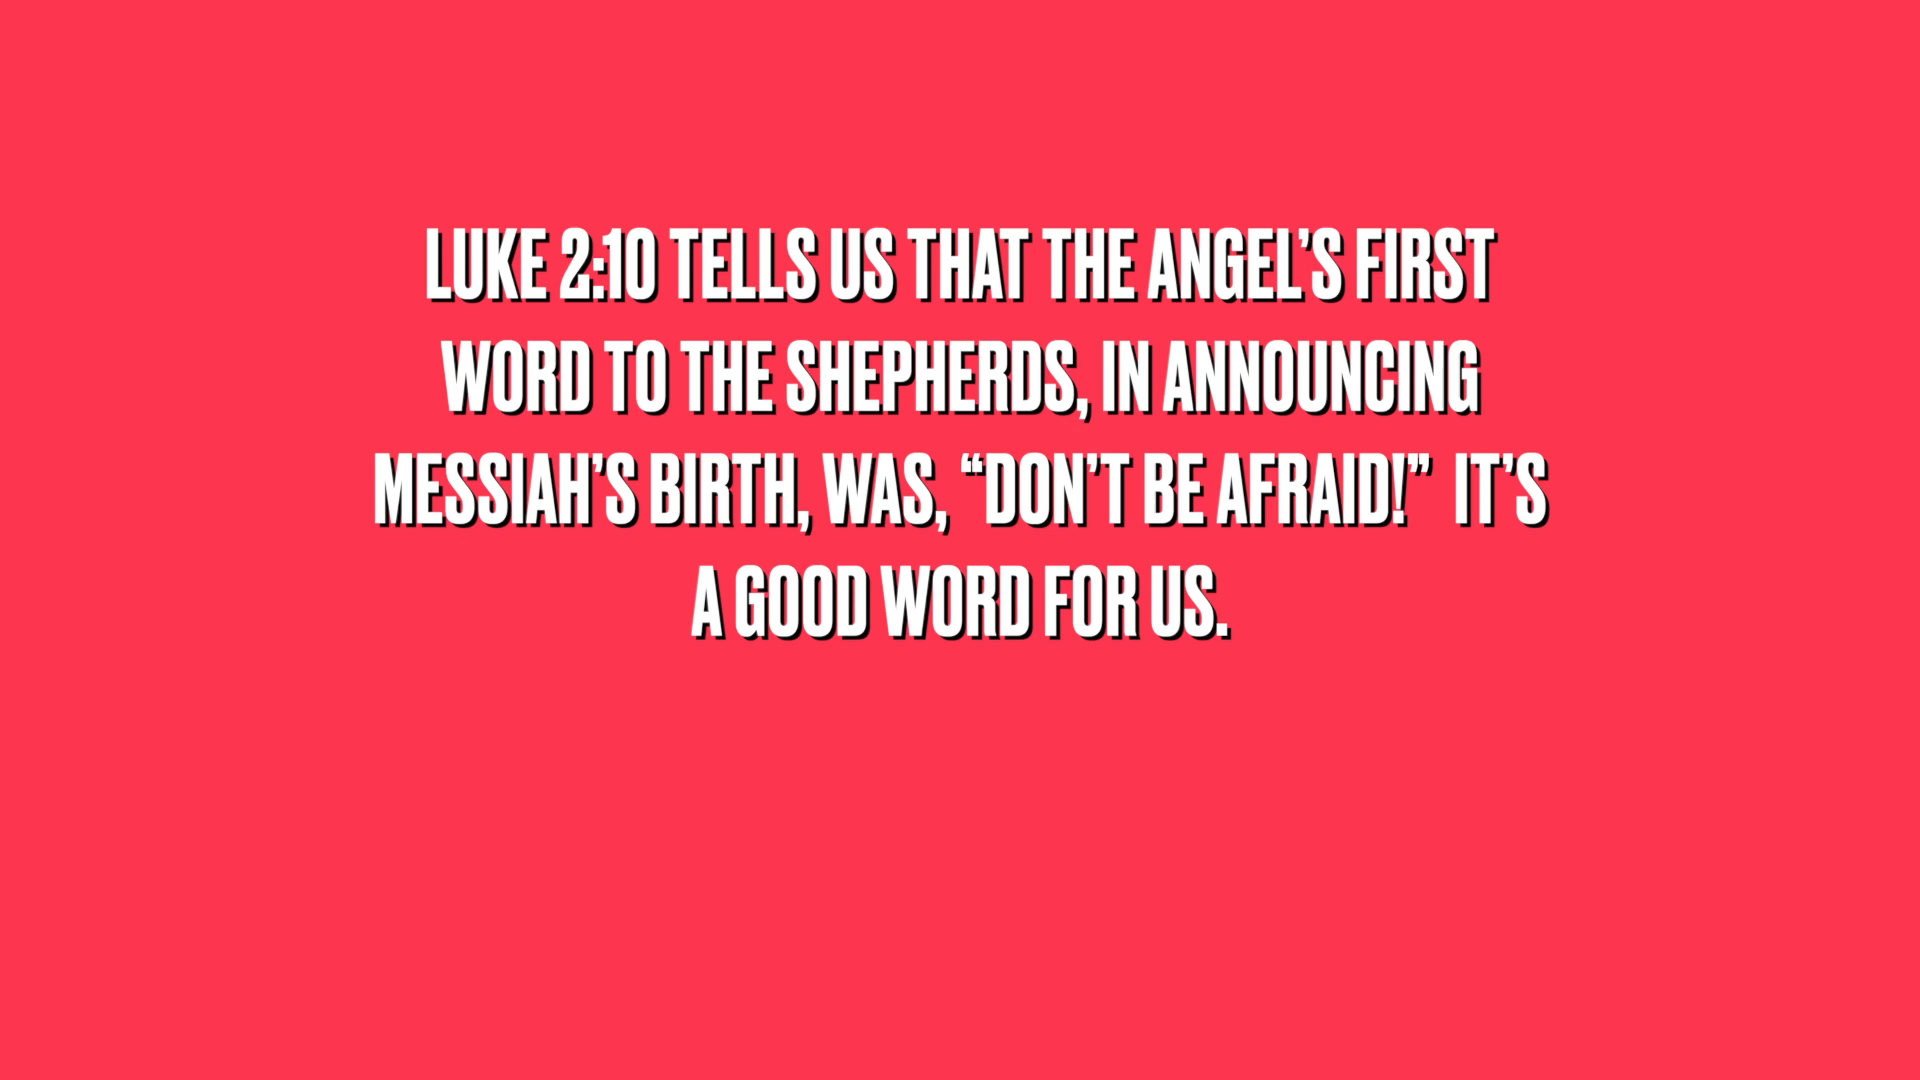 LUKE 2:10 TELLS US THAT THE ANGEL’S FIRST
WORD TO THE SHEPHERDS, IN ANNOUNCING
MESSIAH’S BIRTH, WAS, “DON’T BE AFRAID!”  IT’S
A GOOD WORD FOR US.